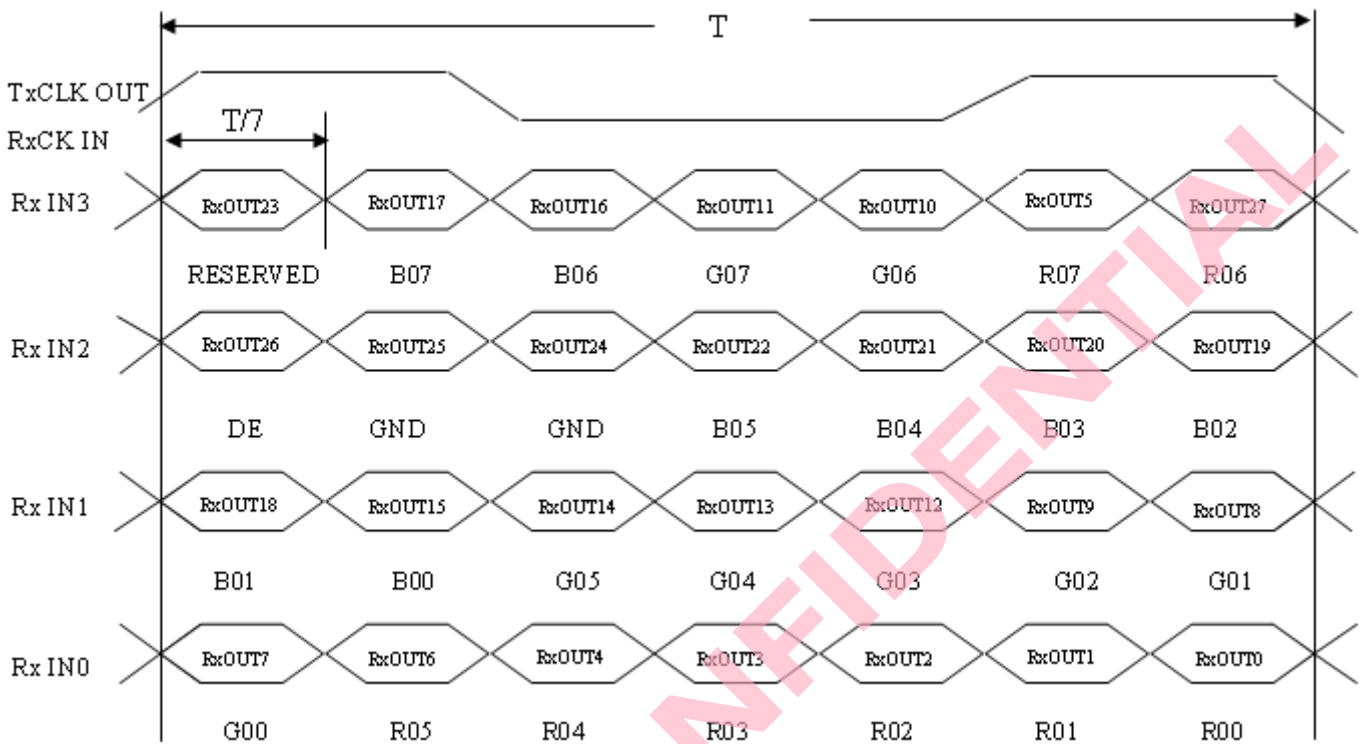 T
TxCLK OUT
T/7
RxCK IN
Rx IN3 RxOUT23 RxOUT17 RxOUT16 RxOUT11 RxOUT10 RxOUT5 RxOUT27
RESERVED B07 B06 G07 G06 R07 R06
Rx IN2 RxOUT26 RxOUT25 RxOUT24 RxOUT22 RxOUT21 RxOUT20 RxOUT19
DE GND GND B05 B04 B03 B02
Rx IN1 RxOUT18 RxOUT15 RxOUT14 RxOUT13 RxOUT12 RxOUT9 RxOUT8
B01 B00 G05 G04 G03 G02 G01
Rx IN0 RxOUT7 RxOUT6 RxOUT4 RxOUT3 RxOUT2 RxOUT1 RxOUT0
G00 R05 R04 R03 R02 R01 R00
NFIDENTIAL